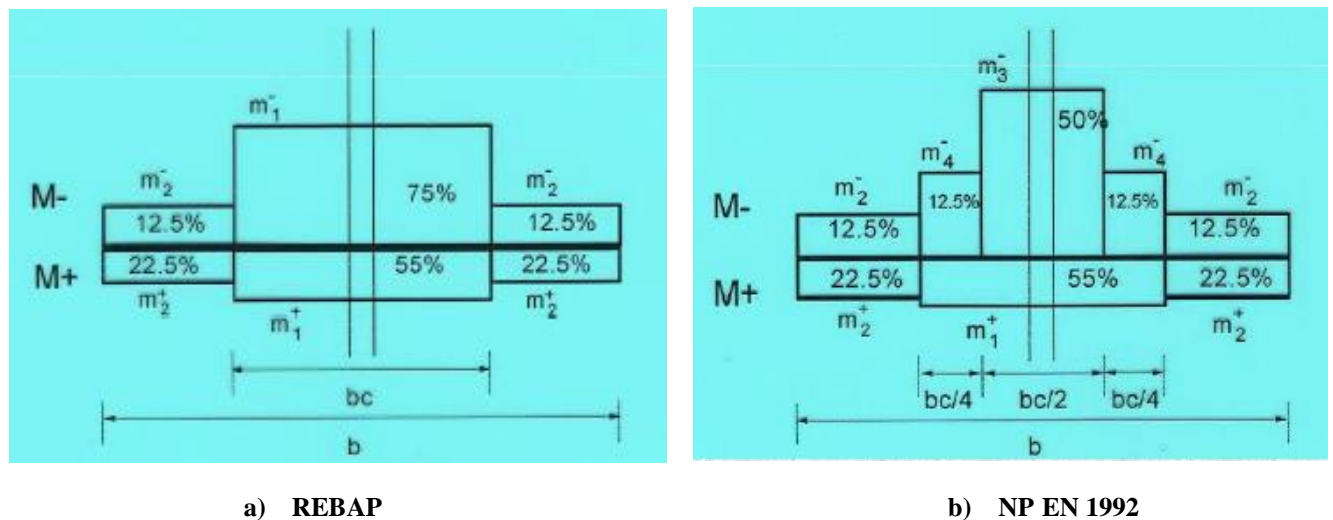 m₁⁻
M-
m₂⁻
75%
m₂⁻
12.5%
12.5%
M+
22.5%
55%
22.5%
m₂⁺
m₁⁺
m₂⁺
bc
b
a) REBAP
m₃⁻
50%
m₄⁻
m₄⁻
M-
m₂⁻
12.5%
12.5%
m₂⁻
12.5%
12.5%
M+
22.5%
55%
22.5%
m₂⁺
m₁⁺
m₂⁺
bc/4
bc/2
bc/4
b
b) NP EN 1992